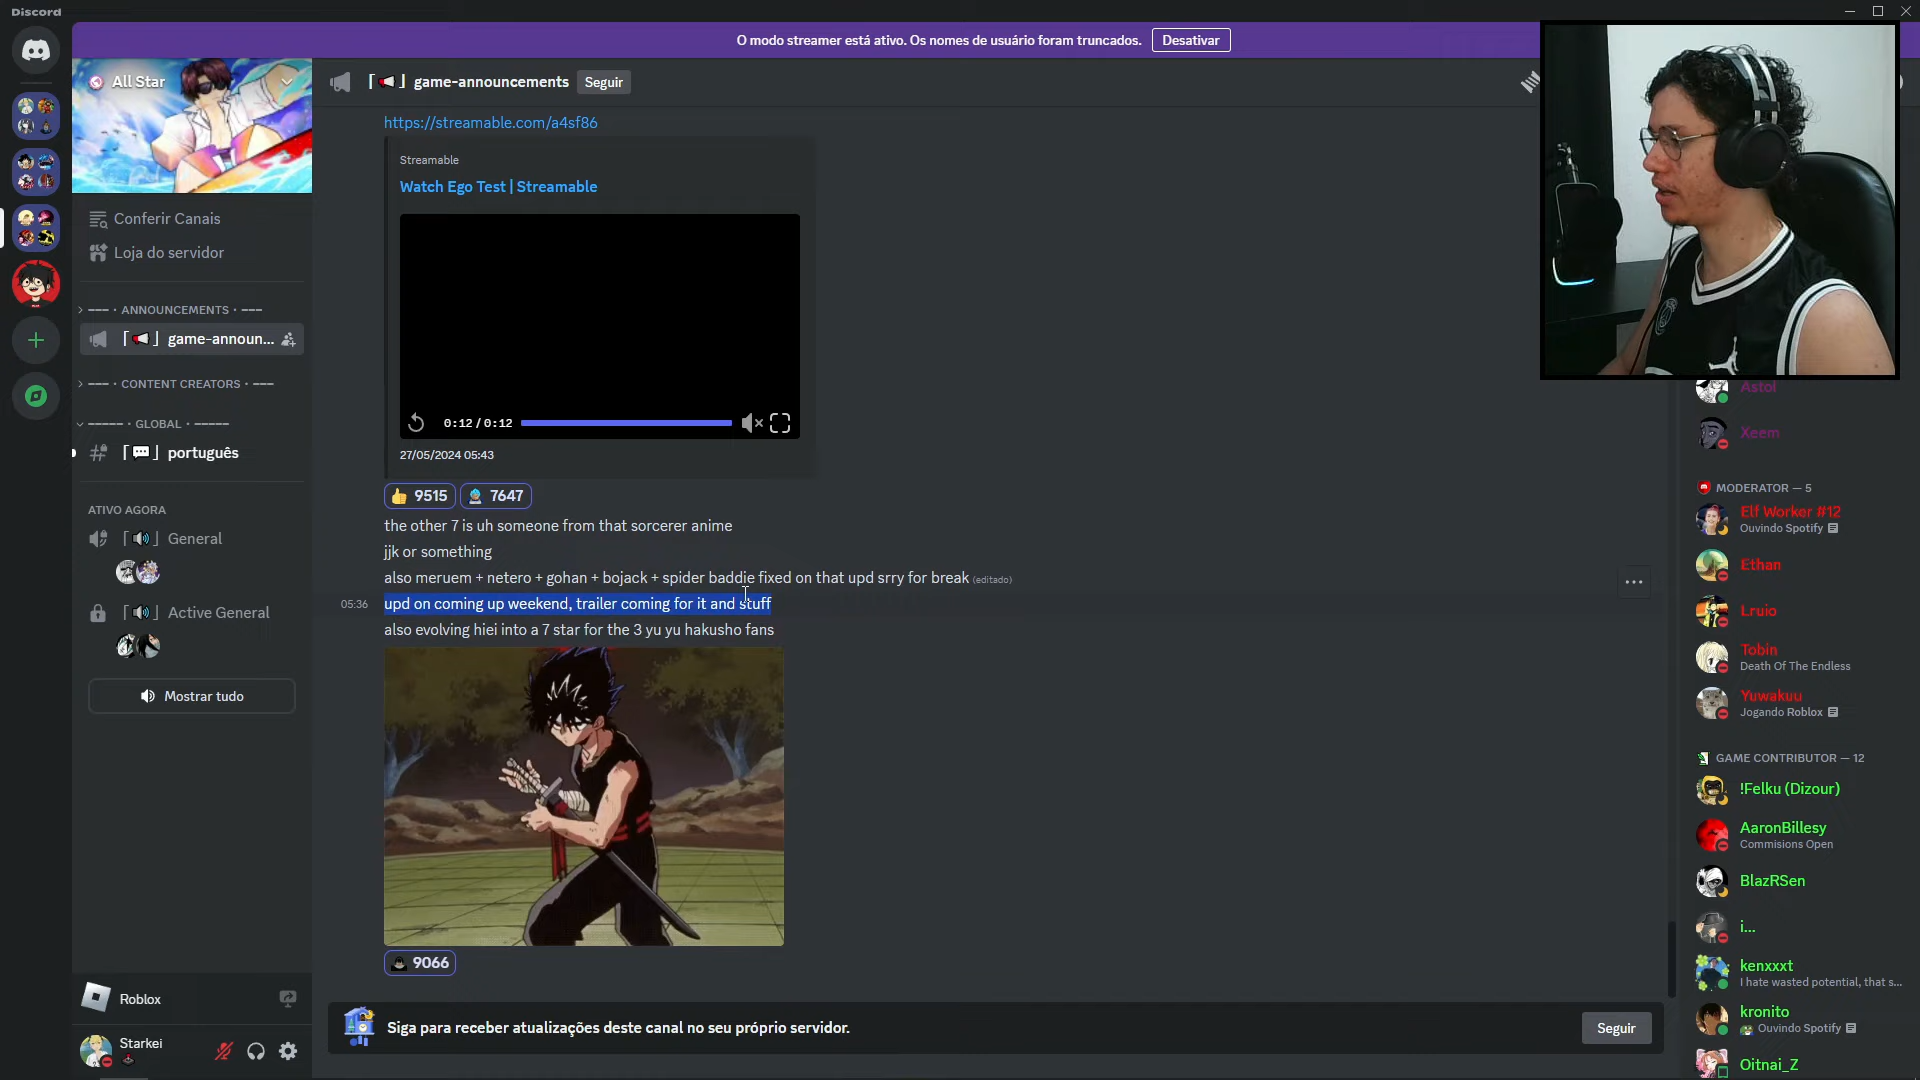 Discord
O modo streamer está ativo. Os nomes de usuário foram truncados.
Desativar
All Star
Conferir Canais
Loja do servidor
--- · ANNOUNCEMENTS · ---
game-announ...
--- · CONTENT CREATORS · ---
----- · GLOBAL · -----
português
ATIVO AGORA
General
Active General
Mostrar tudo
Roblox
Starkei
game-announcements
Seguir
https://streamable.com/a4sf86
Streamable
Watch Ego Test | Streamable
0:12 / 0:12
27/05/2024 05:43
9515
7647
the other 7 is uh someone from that sorcerer anime
jjk or something
also meruem + netero + gohan + bojack + spider baddie fixed on that upd srry for break (editado)
05:36
upd on coming up weekend, trailer coming for it and stuff
also evolving hiei into a 7 star for the 3 yu yu hakusho fans
9066
Siga para receber atualizações deste canal no seu próprio servidor.
Seguir
Astol
Xeem
MODERATOR — 5
Elf Worker #12
Ouvindo Spotify
Ethan
Lruio
Tobin
Death Of The Endless
Yuwakuu
Jogando Roblox
GAME CONTRIBUTOR — 12
!Felku (Dizour)
AaronBillesy
Commisions Open
BlazRSen
i...
kenxxxt
I hate wasted potential, that s...
kronito
Ouvindo Spotify
Oitnai_Z